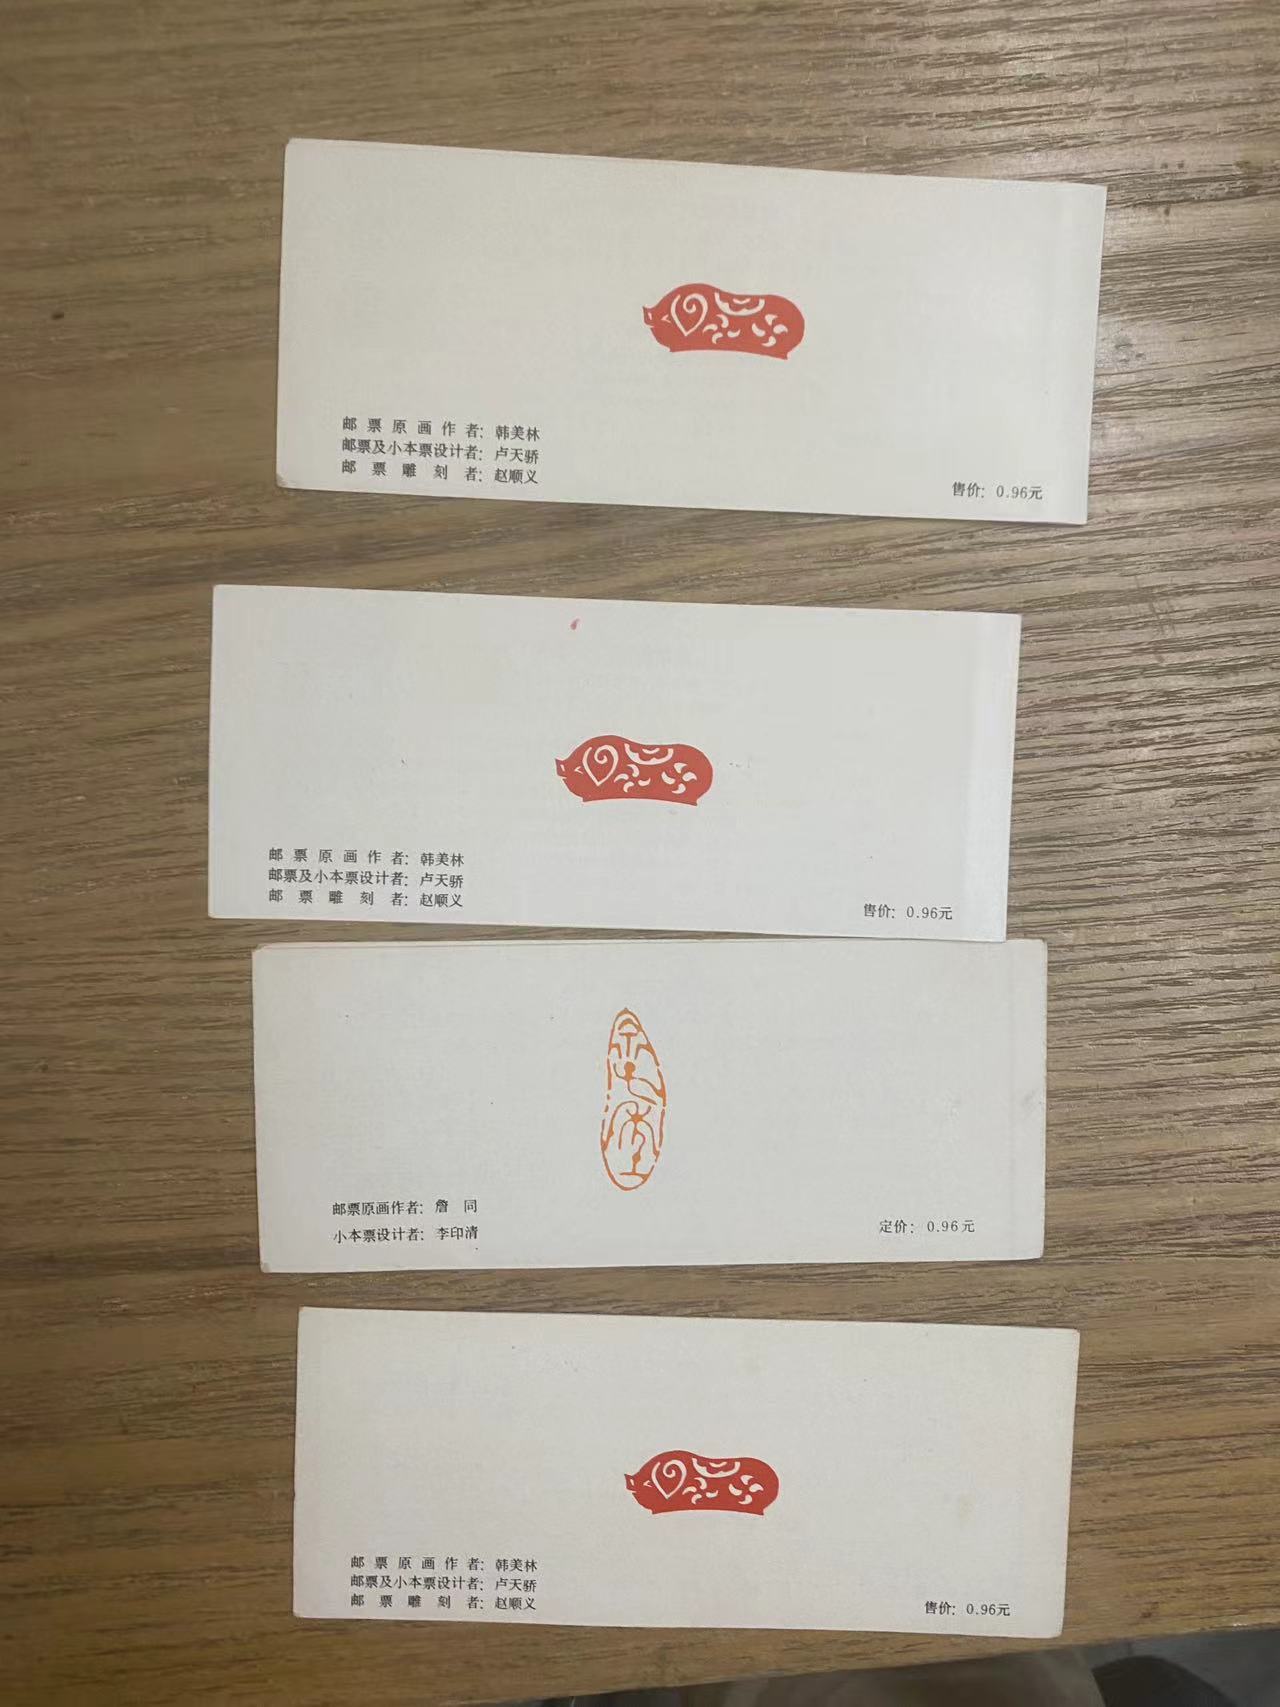 邮票原画作者：韩美林
邮票及小本票设计者：卢天骄
邮票雕刻者：赵顺义
售价：0.96元
邮票原画作者：韩美林
邮票及小本票设计者：卢天骄
邮票雕刻者：赵顺义
售价：0.96元
邮票原画作者：詹同
小本票设计者：李印清
定价：0.96元
邮票原画作者：韩美林
邮票及小本票设计者：卢天骄
邮票雕刻者：赵顺义
售价：0.96元